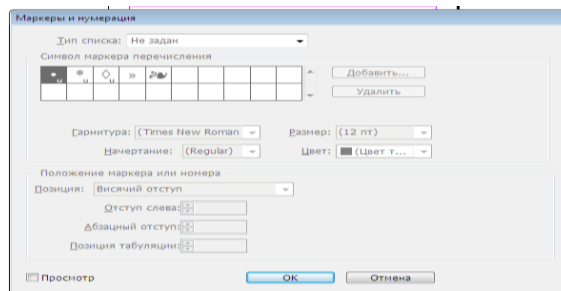 Маркеры и нумерация
Тип списка: Не задан
Символ маркера перечисления
• u * u ◇ u »
Добавить...
Удалить
Гарнитура: (Times New Roman Размер: (12 пт)
Начертание: (Regular) Цвет: (Цвет т...
Положение маркера или номера
Позиция: Висячий отступ
Отступ слева:
Абзацный отступ:
Позиция табуляции:
Просмотр OK Отмена